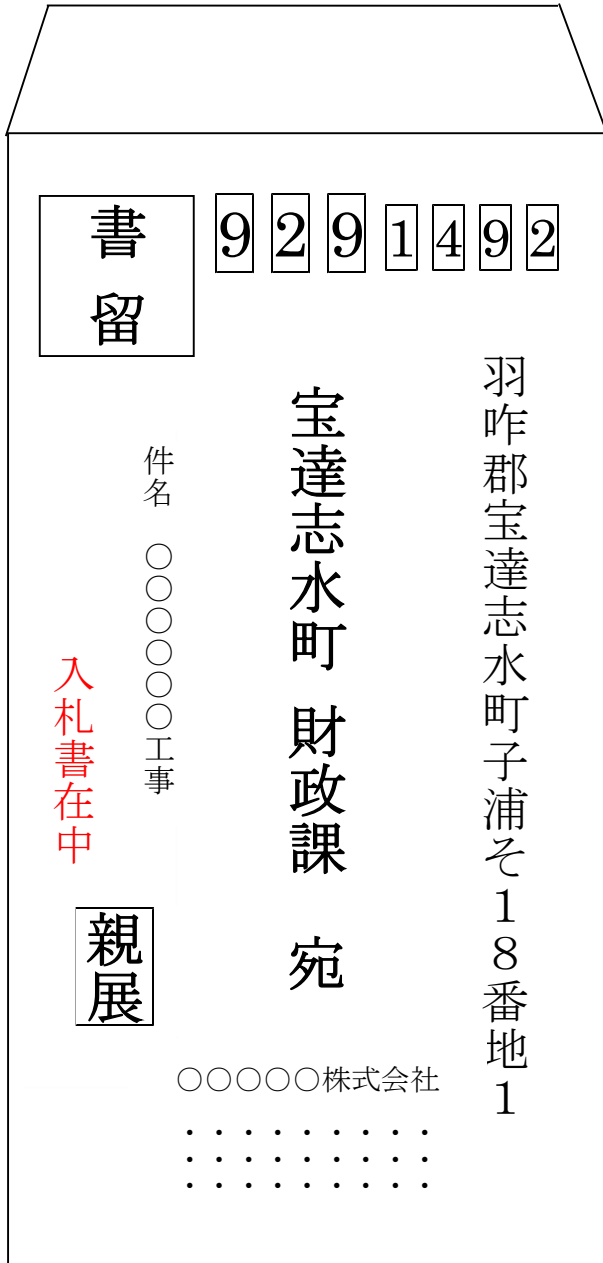 書
留
9291492
羽咋郡宝達志水町子浦そ18番地1
宝達志水町 財政課 宛
件名 ○○○○○○工事
入札書在中
親展
○○○○○株式会社
・・・・・・・・・
・・・・・・・・・
・・・・・・・・・